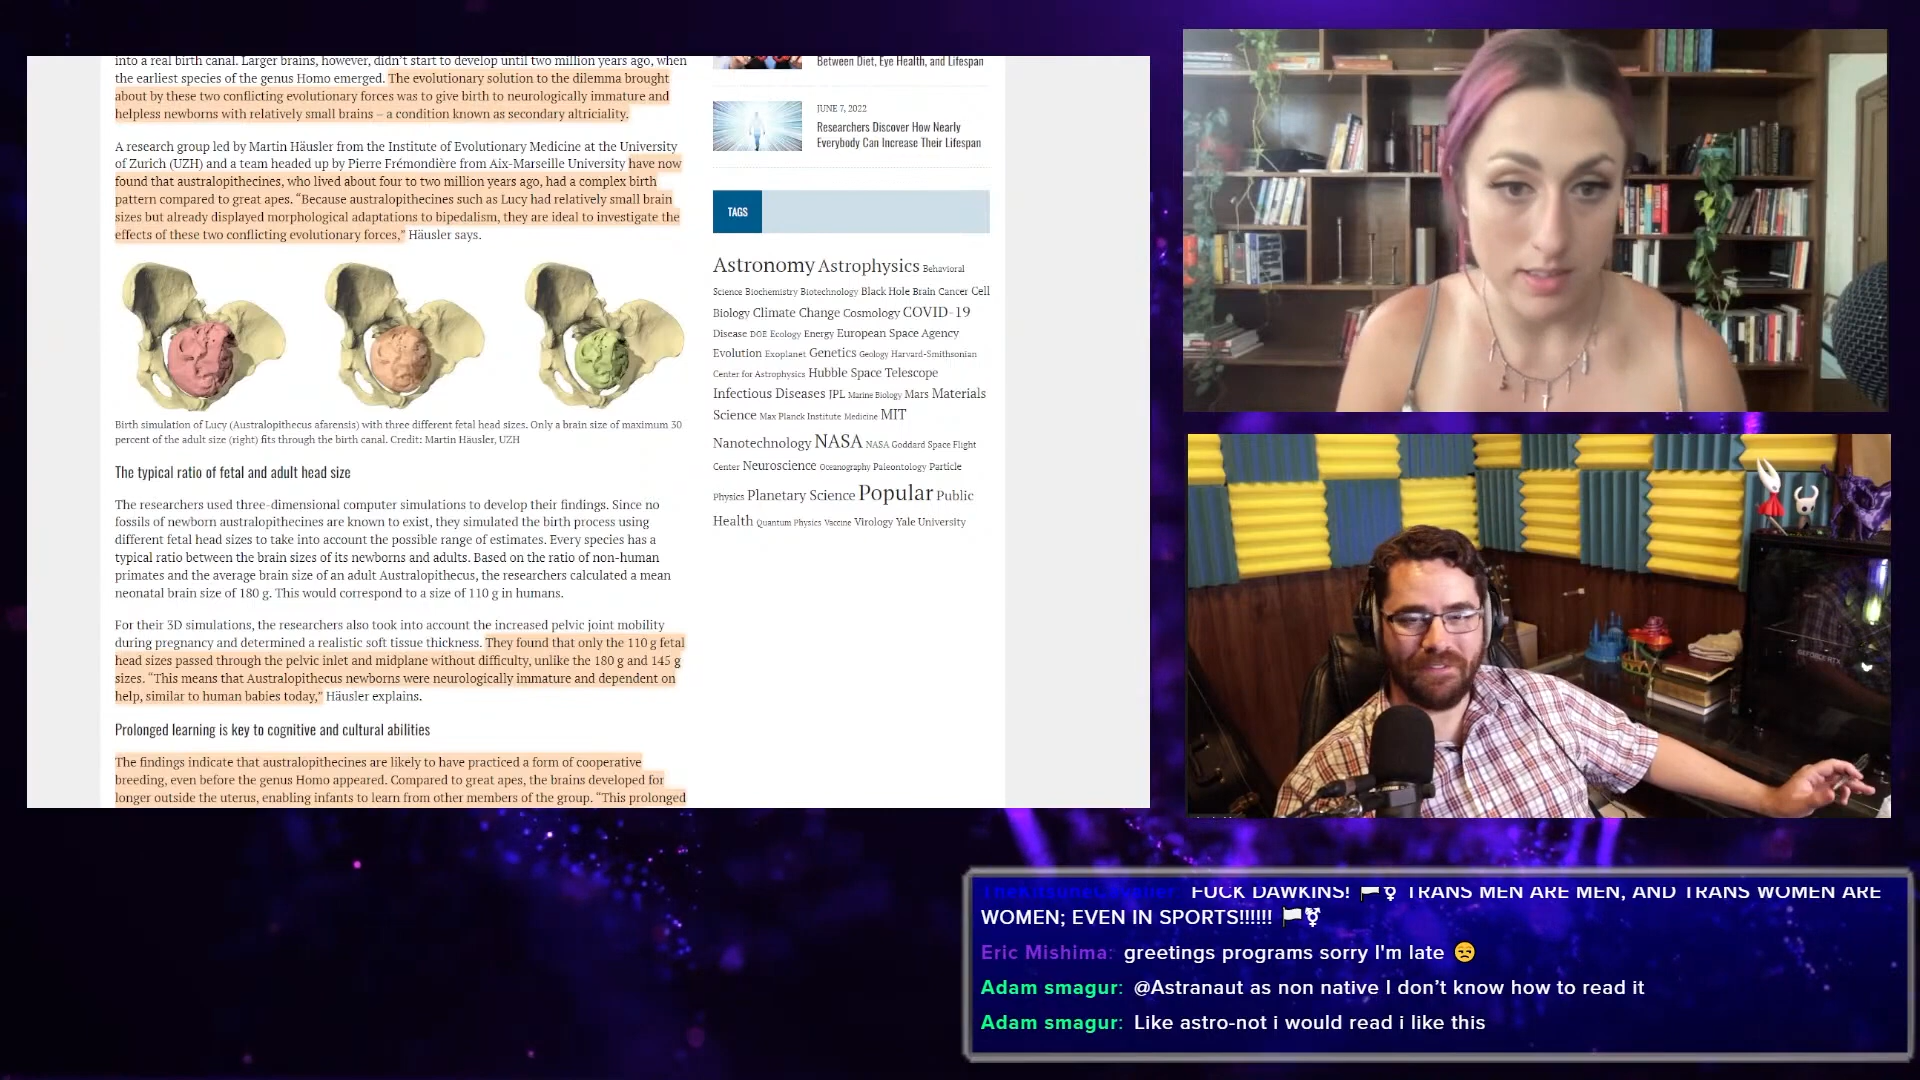 into a real birth canal. Larger brains, however, didn't start to develop until two million years ago, when
the earliest species of the genus Homo emerged. The evolutionary solution to the dilemma brought
about by these two conflicting evolutionary forces was to give birth to neurologically immature and
helpless newborns with relatively small brains – a condition known as secondary altriciality.
A research group led by Martin Häusler from the Institute of Evolutionary Medicine at the University
of Zurich (UZH) and a team headed up by Pierre Frémondière from Aix-Marseille University have now
found that australopithecines, who lived about four to two million years ago, had a complex birth
pattern compared to great apes. “Because australopithecines such as Lucy had relatively small brain
sizes but already displayed morphological adaptations to bipedalism, they are ideal to investigate the
effects of these two conflicting evolutionary forces,” Häusler says.
Birth simulation of Lucy (Australopithecus afarensis) with three different fetal head sizes. Only a brain size of maximum 30
percent of the adult size (right) fits through the birth canal. Credit: Martin Häusler, UZH
The typical ratio of fetal and adult head size
The researchers used three-dimensional computer simulations to develop their findings. Since no
fossils of newborn australopithecines are known to exist, they simulated the birth process using
different fetal head sizes to take into account the possible range of estimates. Every species has a
typical ratio between the brain sizes of its newborns and adults. Based on the ratio of non-human
primates and the average brain size of an adult Australopithecus, the researchers calculated a mean
neonatal brain size of 180 g. This would correspond to a size of 110 g in humans.
For their 3D simulations, the researchers also took into account the increased pelvic joint mobility
during pregnancy and determined a realistic soft tissue thickness. They found that only the 110 g fetal
head sizes passed through the pelvic inlet and midplane without difficulty, unlike the 180 g and 145 g
sizes. “This means that Australopithecus newborns were neurologically immature and dependent on
help, similar to human babies today,” Häusler explains.
Prolonged learning is key to cognitive and cultural abilities
The findings indicate that australopithecines are likely to have practiced a form of cooperative
breeding, even before the genus Homo appeared. Compared to great apes, the brains developed for
longer outside the uterus, enabling infants to learn from other members of the group. “This prolonged
Between Diet, Eye Health, and Lifespan
JUNE 7, 2022
Researchers Discover How Nearly
Everybody Can Increase Their Lifespan
TAGS
Astronomy Astrophysics Behavioral
Science Biochemistry Biotechnology Black Hole Brain Cancer Cell
Biology Climate Change Cosmology COVID-19
Disease DOE Ecology Energy European Space Agency
Evolution Exoplanet Genetics Geology Harvard-Smithsonian
Center for Astrophysics Hubble Space Telescope
Infectious Diseases JPL Marine Biology Mars Materials
Science Max Planck Institute Medicine MIT
Nanotechnology NASA NASA Goddard Space Flight
Center Neuroscience Oceanography Paleontology Particle
Physics Planetary Science Popular Public
Health Quantum Physics Vaccine Virology Yale University
FUCK DAWKINS! 🏳️⚧ TRANS MEN ARE MEN, AND TRANS WOMEN ARE
WOMEN; EVEN IN SPORTS!!!!!! 🏳️⚧
Eric Mishima: greetings programs sorry I'm late 😒
Adam smagur: @Astranaut as non native I don’t know how to read it
Adam smagur: Like astro-not i would read i like this